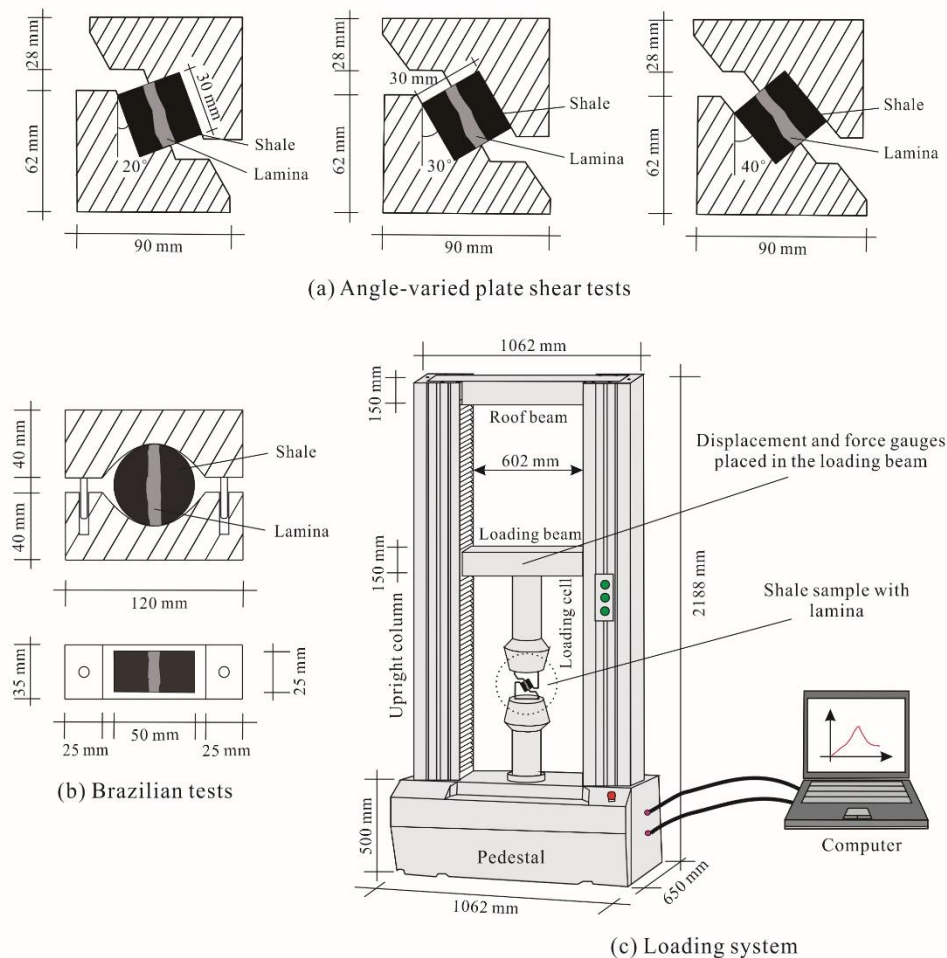 28 mm
62 mm
30 mm
Shale
Lamina
20°
90 mm
28 mm
62 mm
30 mm
Shale
Lamina
30°
90 mm
28 mm
62 mm
Shale
Lamina
40°
90 mm
(a) Angle-varied plate shear tests
40 mm
40 mm
Shale
Lamina
120 mm
35 mm
25 mm
25 mm
50 mm
25 mm
(b) Brazilian tests
1062 mm
150 mm
Roof beam
602 mm
Displacement and force gauges
placed in the loading beam
Loading beam
150 mm
Upright column
Loading cell
2188 mm
Shale sample with
lamina
500 mm
Pedestal
1062 mm
650 mm
Computer
(c) Loading system